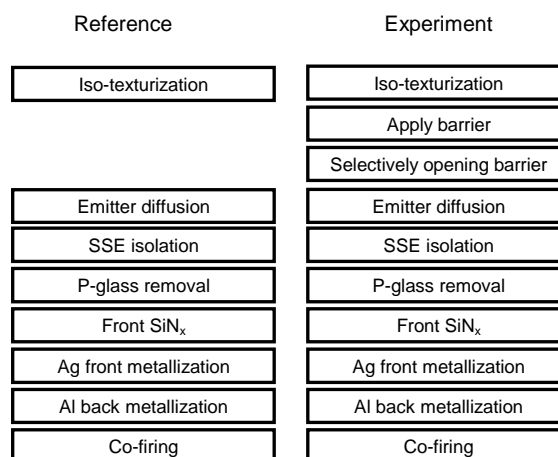 Reference
Iso-texturization
Emitter diffusion
SSE isolation
P-glass removal
Front SiNₓ
Ag front metallization
Al back metallization
Co-firing
Experiment
Iso-texturization
Apply barrier
Selectively opening barrier
Emitter diffusion
SSE isolation
P-glass removal
Front SiNₓ
Ag front metallization
Al back metallization
Co-firing